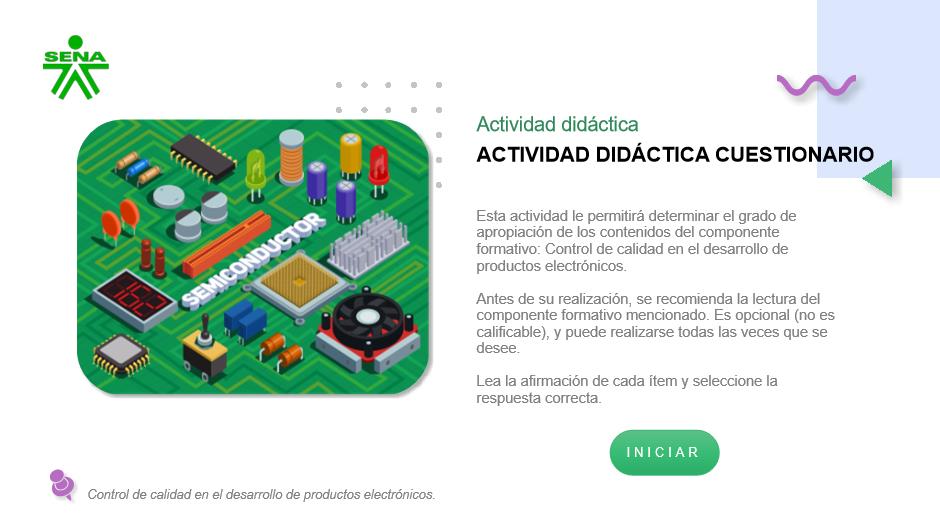 SENA
Actividad didáctica
ACTIVIDAD DIDÁCTICA CUESTIONARIO
SEMICONDUCTOR
162
Esta actividad le permitirá determinar el grado de
apropiación de los contenidos del componente
formativo: Control de calidad en el desarrollo de
productos electrónicos.
Antes de su realización, se recomienda la lectura del
componente formativo mencionado. Es opcional (no es
calificable), y puede realizarse todas las veces que se
desee.
Lea la afirmación de cada ítem y seleccione la
respuesta correcta.
INICIAR
Control de calidad en el desarrollo de productos electrónicos.